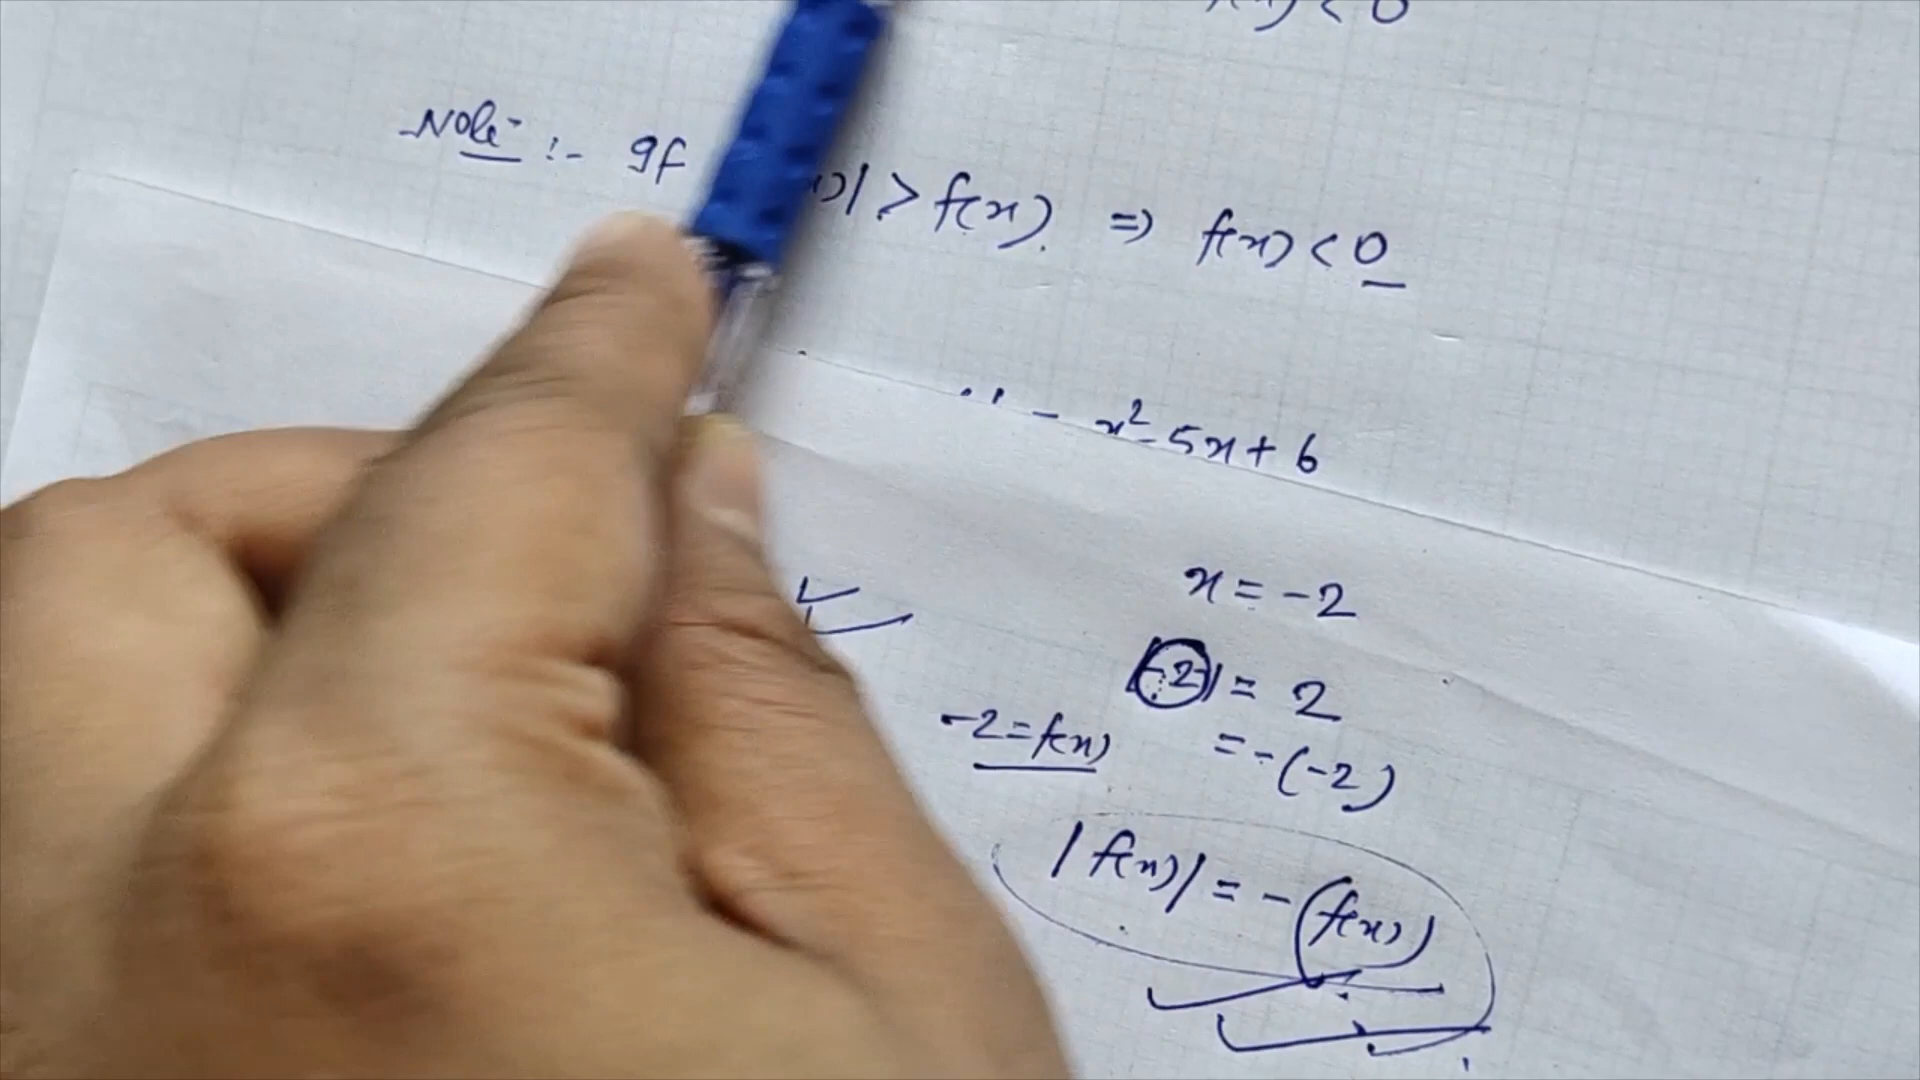 f(x) < 0
Note :- If x)| > f(x) ⇒ f(x) < 0
- x² - 5x + 6
x = -2
|-2| = 2
-2 = f(x) = -(-2)
|f(x)| = -(f(x))